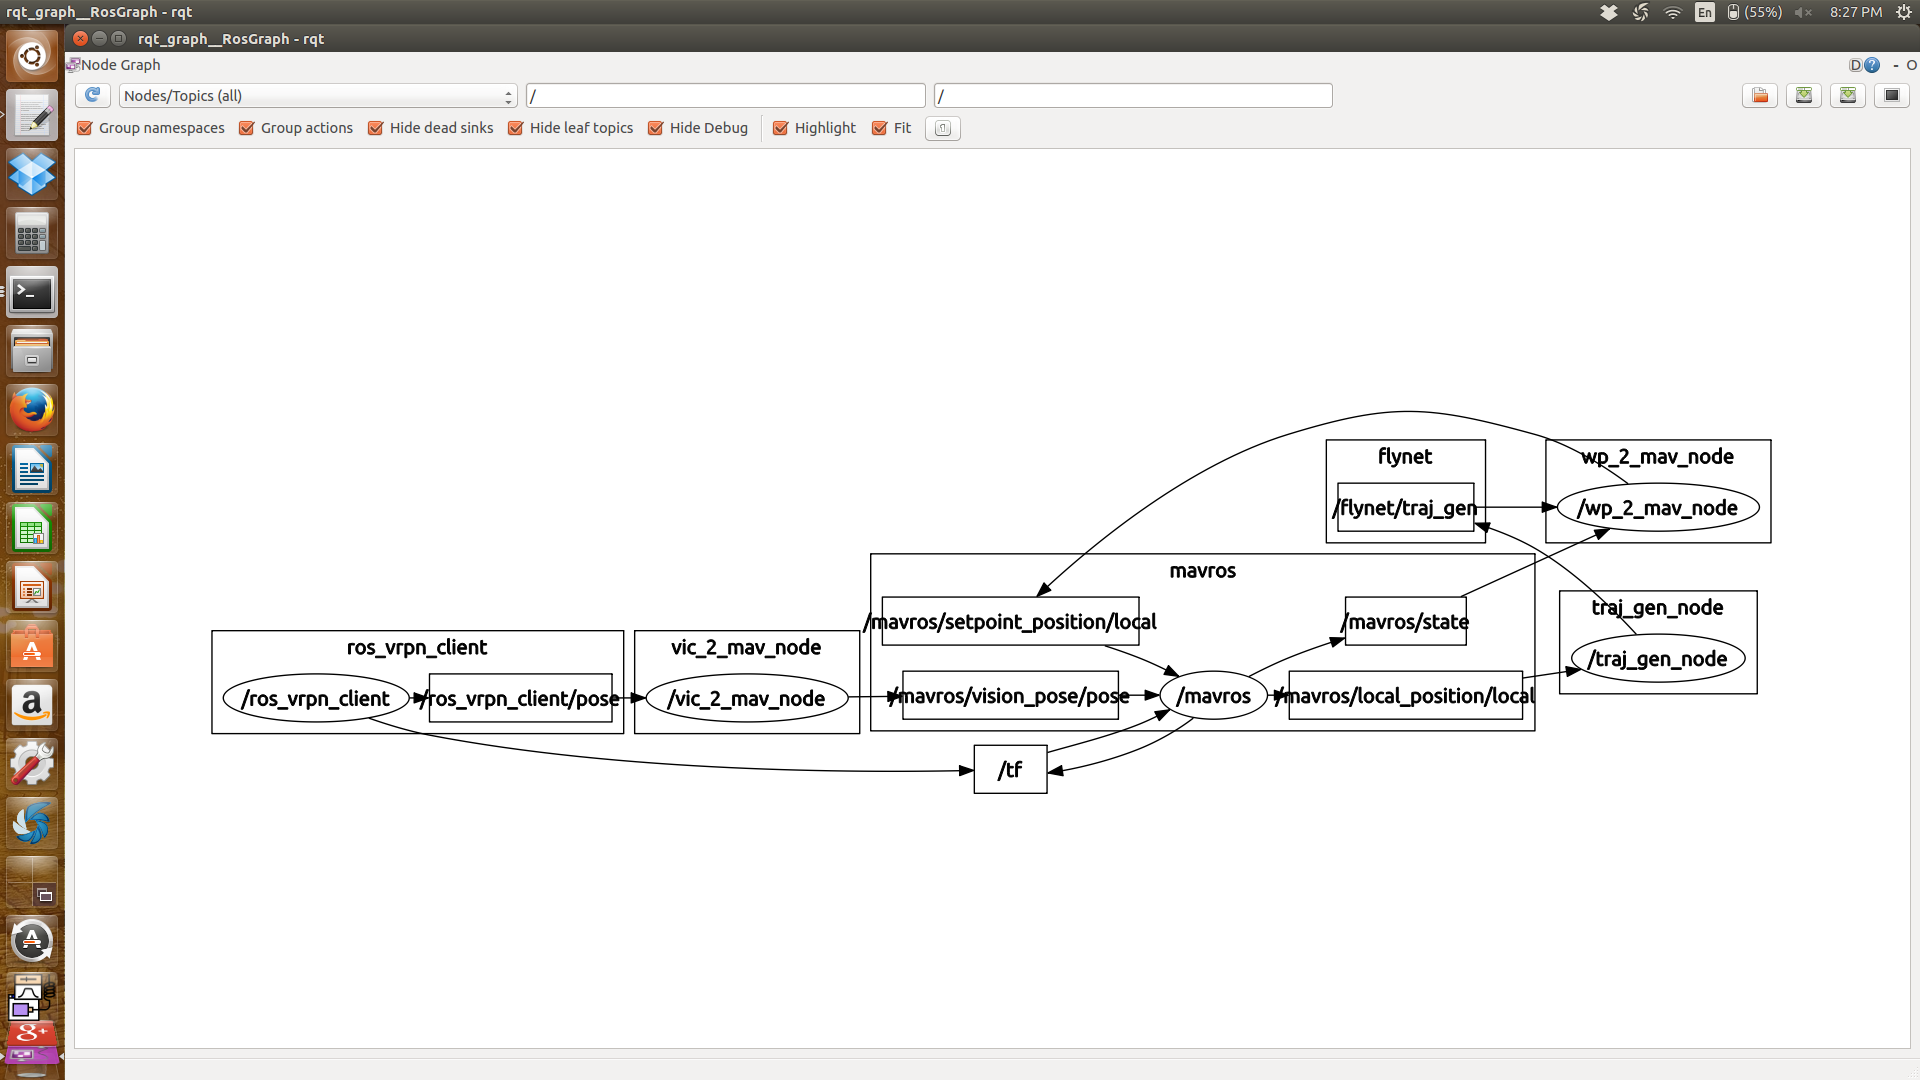 rqt_graph__RosGraph - rqt
En
(55%)
8:27 PM
rqt_graph__RosGraph - rqt
Node Graph
D
?
- O
Nodes/Topics (all)
/
/
Group namespaces
Group actions
Hide dead sinks
Hide leaf topics
Hide Debug
Highlight
Fit
flynet
/flynet/traj_gen
wp_2_mav_node
/wp_2_mav_node
mavros
/mavros/setpoint_position/local
/mavros/state
traj_gen_node
/traj_gen_node
ros_vrpn_client
/ros_vrpn_client
/ros_vrpn_client/pose
vic_2_mav_node
/vic_2_mav_node
/mavros/vision_pose/pose
/mavros
/mavros/local_position/local
/tf
>_
a
A
g+